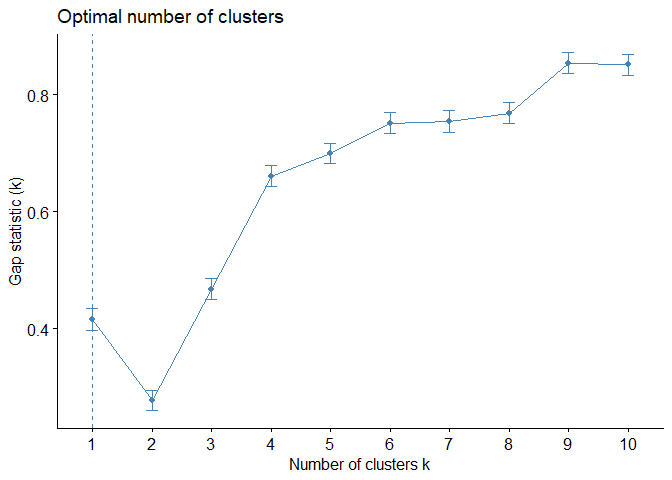 Optimal number of clusters
Gap statistic (k)
0.8
0.6
0.4
1 2 3 4 5 6 7 8 9 10
Number of clusters k